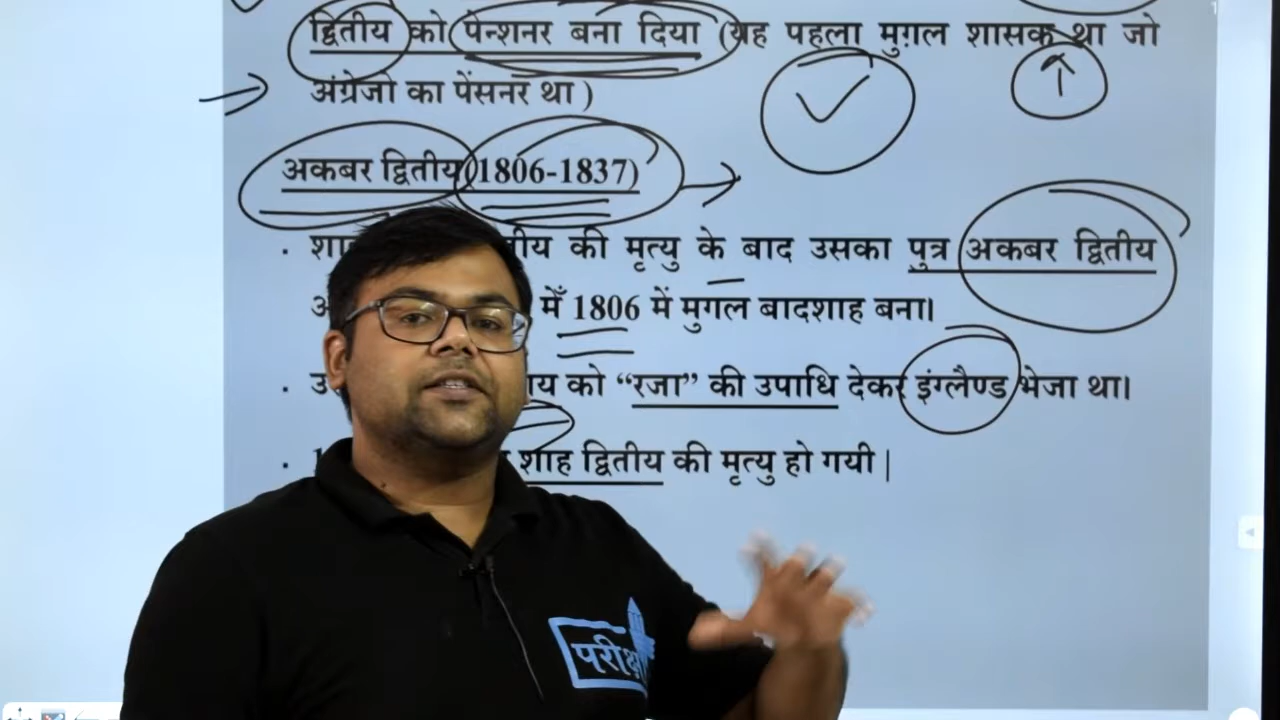 द्वितीय को पेन्शनर बना दिया (यह पहला मुग़ल शासक था जो
अंग्रेजो का पेंसनर था )
अकबर द्वितीय(1806-1837)
. की मृत्यु के बाद उसका पुत्र अकबर द्वितीय
में 1806 में मुगल बादशाह बना।
. को “रजा” की उपाधि देकर इंग्लैण्ड भेजा था।
. शाह द्वितीय की मृत्यु हो गयी |
परीक्षा